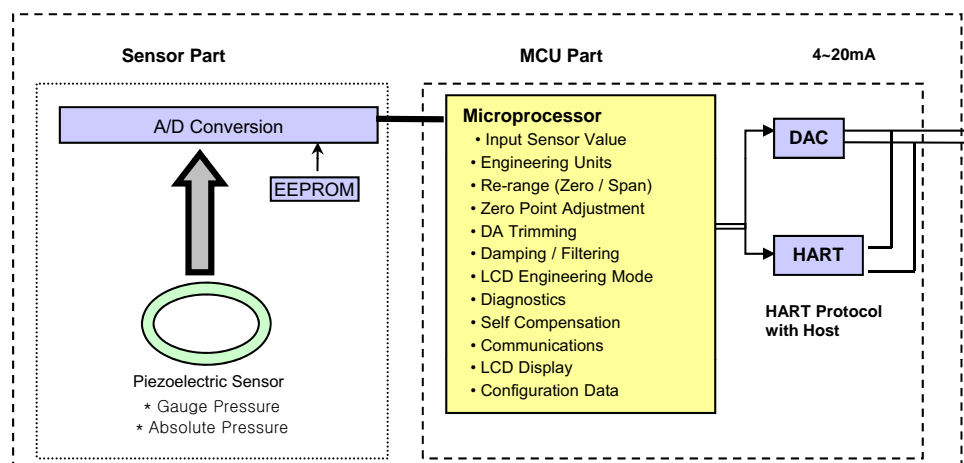 Sensor Part
MCU Part
4~20mA
A/D Conversion
EEPROM
Piezoelectric Sensor
* Gauge Pressure
* Absolute Pressure
Microprocessor
• Input Sensor Value
• Engineering Units
• Re-range (Zero / Span)
• Zero Point Adjustment
• DA Trimming
• Damping / Filtering
• LCD Engineering Mode
• Diagnostics
• Self Compensation
• Communications
• LCD Display
• Configuration Data
DAC
HART
HART Protocol
with Host